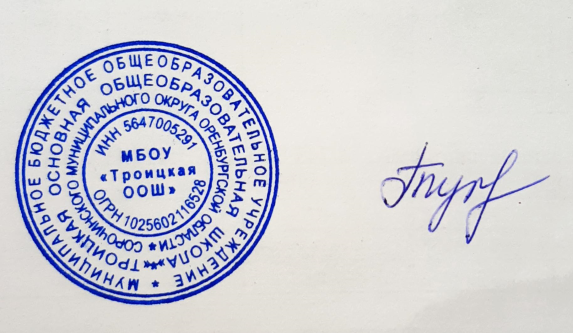 МУНИЦИПАЛЬНОЕ БЮДЖЕТНОЕ ОБЩЕОБРАЗОВАТЕЛЬНОЕ УЧРЕЖДЕНИЕ *
«ТРОИЦКАЯ ОСНОВНАЯ ОБЩЕОБРАЗОВАТЕЛЬНАЯ ШКОЛА» *
СОРОЧИНСКОГО МУНИЦИПАЛЬНОГО ОКРУГА ОРЕНБУРГСКОЙ ОБЛАСТИ *
ИНН 5647005291
МБОУ
«Троицкая
ООШ»
ОГРН 1025602116528